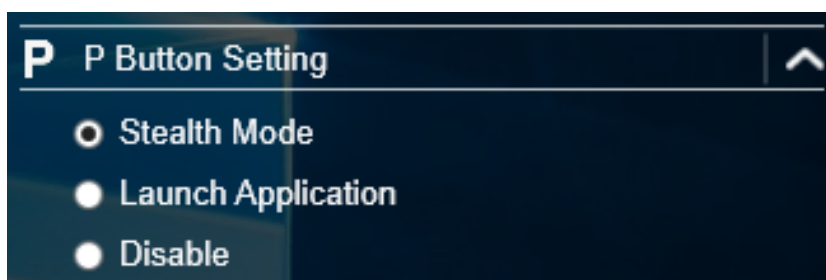 P P Button Setting
Stealth Mode
Launch Application
Disable